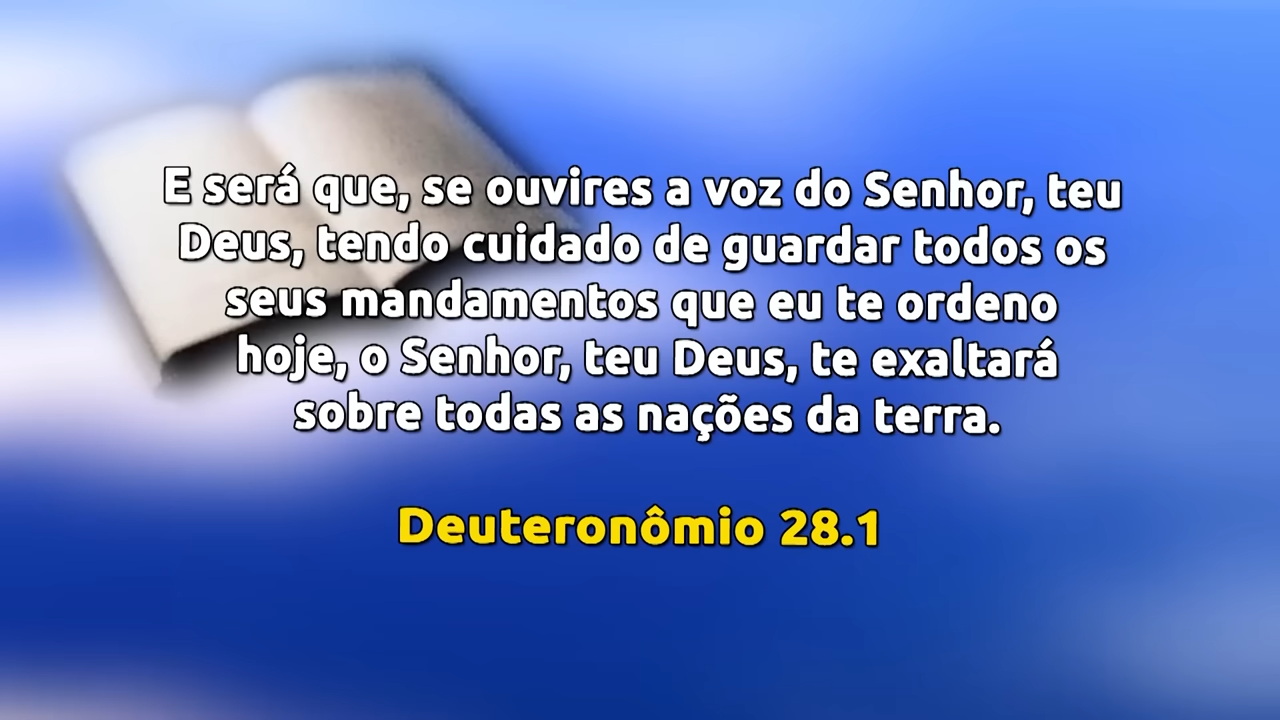 E será que, se ouvires a voz do Senhor, teu
Deus, tendo cuidado de guardar todos os
seus mandamentos que eu te ordeno
hoje, o Senhor, teu Deus, te exaltará
sobre todas as nações da terra.
Deuteronômio 28.1